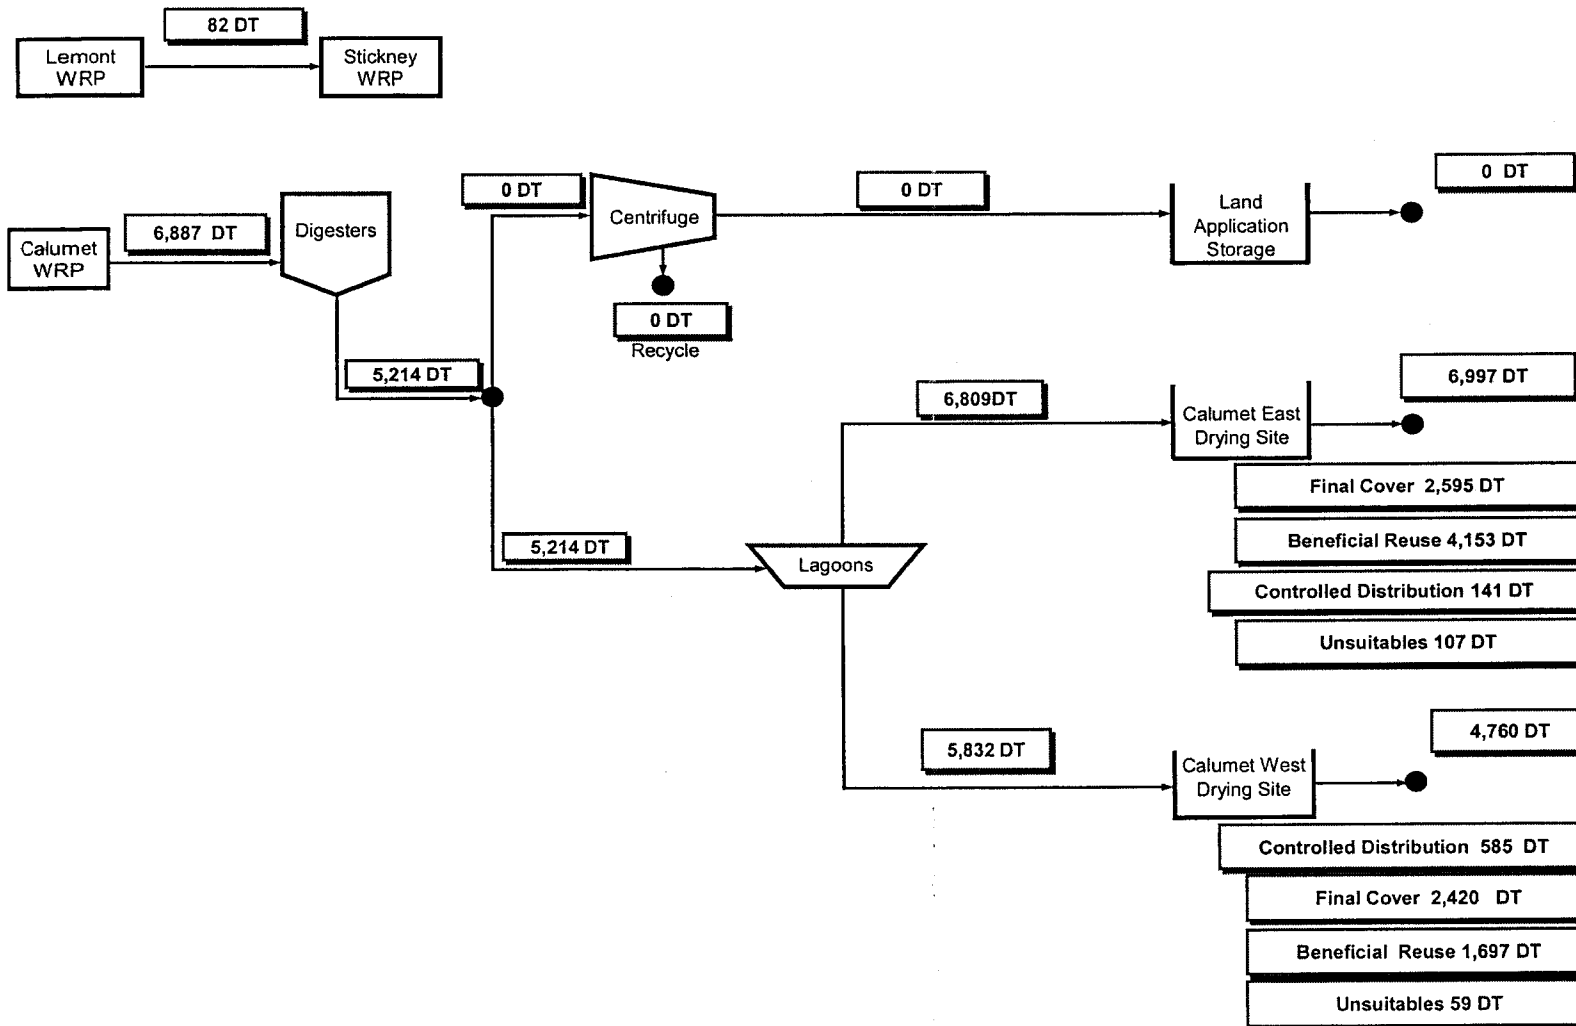 82 DT
Lemont
WRP
Stickney
WRP
0 DT
0 DT
0 DT
Centrifuge
Land
Application
Storage
6,887 DT
Digesters
Calumet
WRP
0 DT
Recycle
5,214 DT
6,997 DT
6,809DT
Calumet East
Drying Site
Final Cover 2,595 DT
Beneficial Reuse 4,153 DT
5,214 DT
Lagoons
Controlled Distribution 141 DT
Unsuitables 107 DT
4,760 DT
5,832 DT
Calumet West
Drying Site
Controlled Distribution 585 DT
Final Cover 2,420 DT
Beneficial Reuse 1,697 DT
Unsuitables 59 DT